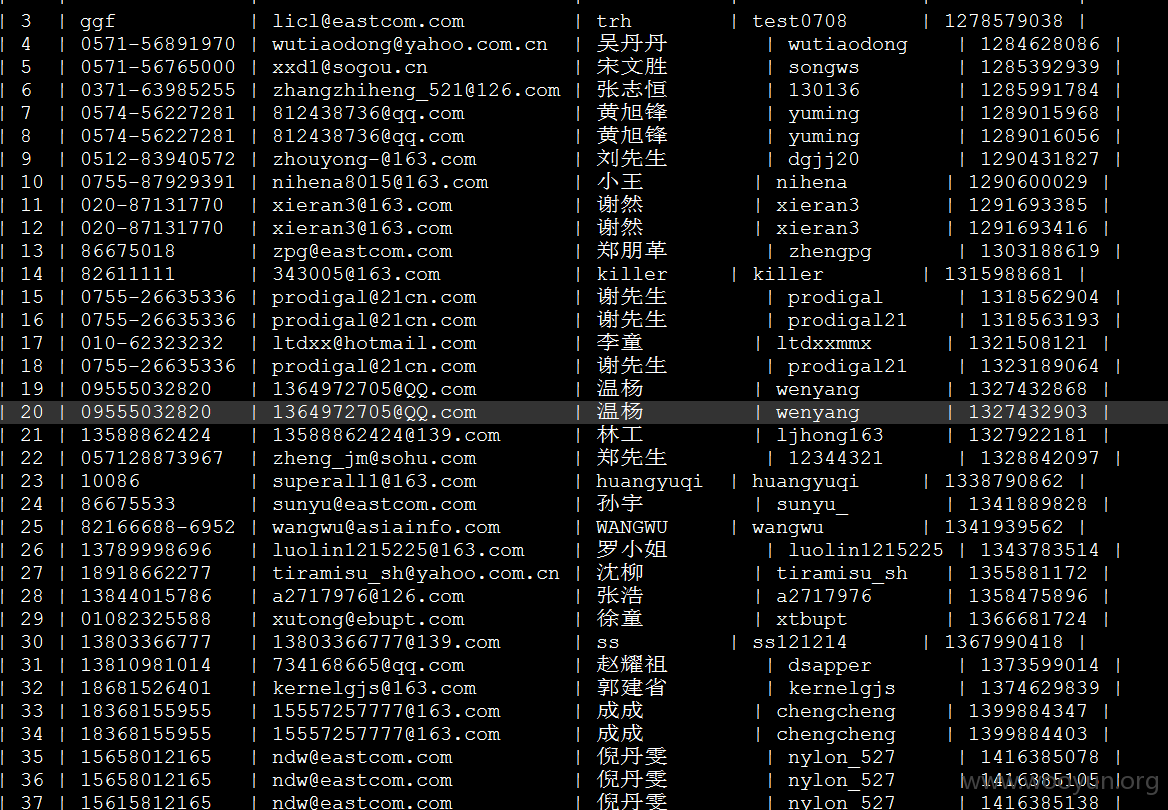 | 3 | ggf | licl@eastcom.com | trh | test0708 | 1278579038 |
| 4 | 0571-56891970 | wutiaodong@yahoo.com.cn | 吴丹丹 | wutiaodong | 1284628086 |
| 5 | 0571-56765000 | xxdl@sogou.cn | 宋文胜 | songws | 1285392939 |
| 6 | 0371-63985255 | zhangzhiheng_521@126.com | 张志恒 | 130136 | 1285991784 |
| 7 | 0574-56227281 | 812438736@qq.com | 黄旭锋 | yuming | 1289015968 |
| 8 | 0574-56227281 | 812438736@qq.com | 黄旭锋 | yuming | 1289016056 |
| 9 | 0512-83940572 | zhouyong-@163.com | 刘先生 | dgjj20 | 1290431827 |
| 10 | 0755-87929391 | nihena8015@163.com | 小王 | nihena | 1290600029 |
| 11 | 020-87131770 | xieran3@163.com | 谢然 | xieran3 | 1291693385 |
| 12 | 020-87131770 | xieran3@163.com | 谢然 | xieran3 | 1291693416 |
| 13 | 86675018 | zpg@eastcom.com | 郑朋革 | zhengpg | 1303188619 |
| 14 | 82611111 | 343005@163.com | killer | killer | 1315988681 |
| 15 | 0755-26635336 | prodigal@21cn.com | 谢先生 | prodigal | 1318562904 |
| 16 | 0755-26635336 | prodigal@21cn.com | 谢先生 | prodigal21 | 1318563193 |
| 17 | 010-62323232 | ltdxx@hotmail.com | 李童 | ltdxxmmx | 1321508121 |
| 18 | 0755-26635336 | prodigal@21cn.com | 谢先生 | prodigal21 | 1323189064 |
| 19 | 09555032820 | 1364972705@QQ.com | 温杨 | wenyang | 1327432868 |
| 20 | 09555032820 | 1364972705@QQ.com | 温杨 | wenyang | 1327432903 |
| 21 | 13588862424 | 13588862424@139.com | 林工 | ljhong163 | 1327922181 |
| 22 | 057128873967 | zheng_jm@sohu.com | 郑先生 | 12344321 | 1328842097 |
| 23 | 10086 | superall1@163.com | huangyuqi | huangyuqi | 1338790862 |
| 24 | 86675533 | sunyu@eastcom.com | 孙宇 | sunyu_ | 1341889828 |
| 25 | 82166688-6952 | wangwu@asiainfo.com | WANGWU | wangwu | 1341939562 |
| 26 | 13789998696 | luolin1215225@163.com | 罗小姐 | luolin1215225 | 1343783514 |
| 27 | 18918662277 | tiramisu_sh@yahoo.com.cn | 沈柳 | tiramisu_sh | 1355881172 |
| 28 | 13844015786 | a2717976@126.com | 张浩 | a2717976 | 1358475896 |
| 29 | 01082325588 | xutong@ebupt.com | 徐童 | xtbupt | 1366681724 |
| 30 | 13803366777 | 13803366777@139.com | ss | ss121214 | 1367990418 |
| 31 | 13810981014 | 734168665@qq.com | 赵耀祖 | dsapper | 1373599014 |
| 32 | 18681526401 | kernelgjs@163.com | 郭建省 | kernelgjs | 1374629839 |
| 33 | 18368155955 | 15557257777@163.com | 成成 | chengcheng | 1399884347 |
| 34 | 18368155955 | 15557257777@163.com | 成成 | chengcheng | 1399884403 |
| 35 | 15658012165 | ndw@eastcom.com | 倪丹雯 | nylon_527 | 1416385078 |
| 36 | 15658012165 | ndw@eastcom.com | 倪丹雯 | nylon_527 | 1416385105 |
| 37 | 15615812165 | ndw@eastcom.com | 倪丹雯 | nylon_527 | 1416385138 |
www.wooyun.org